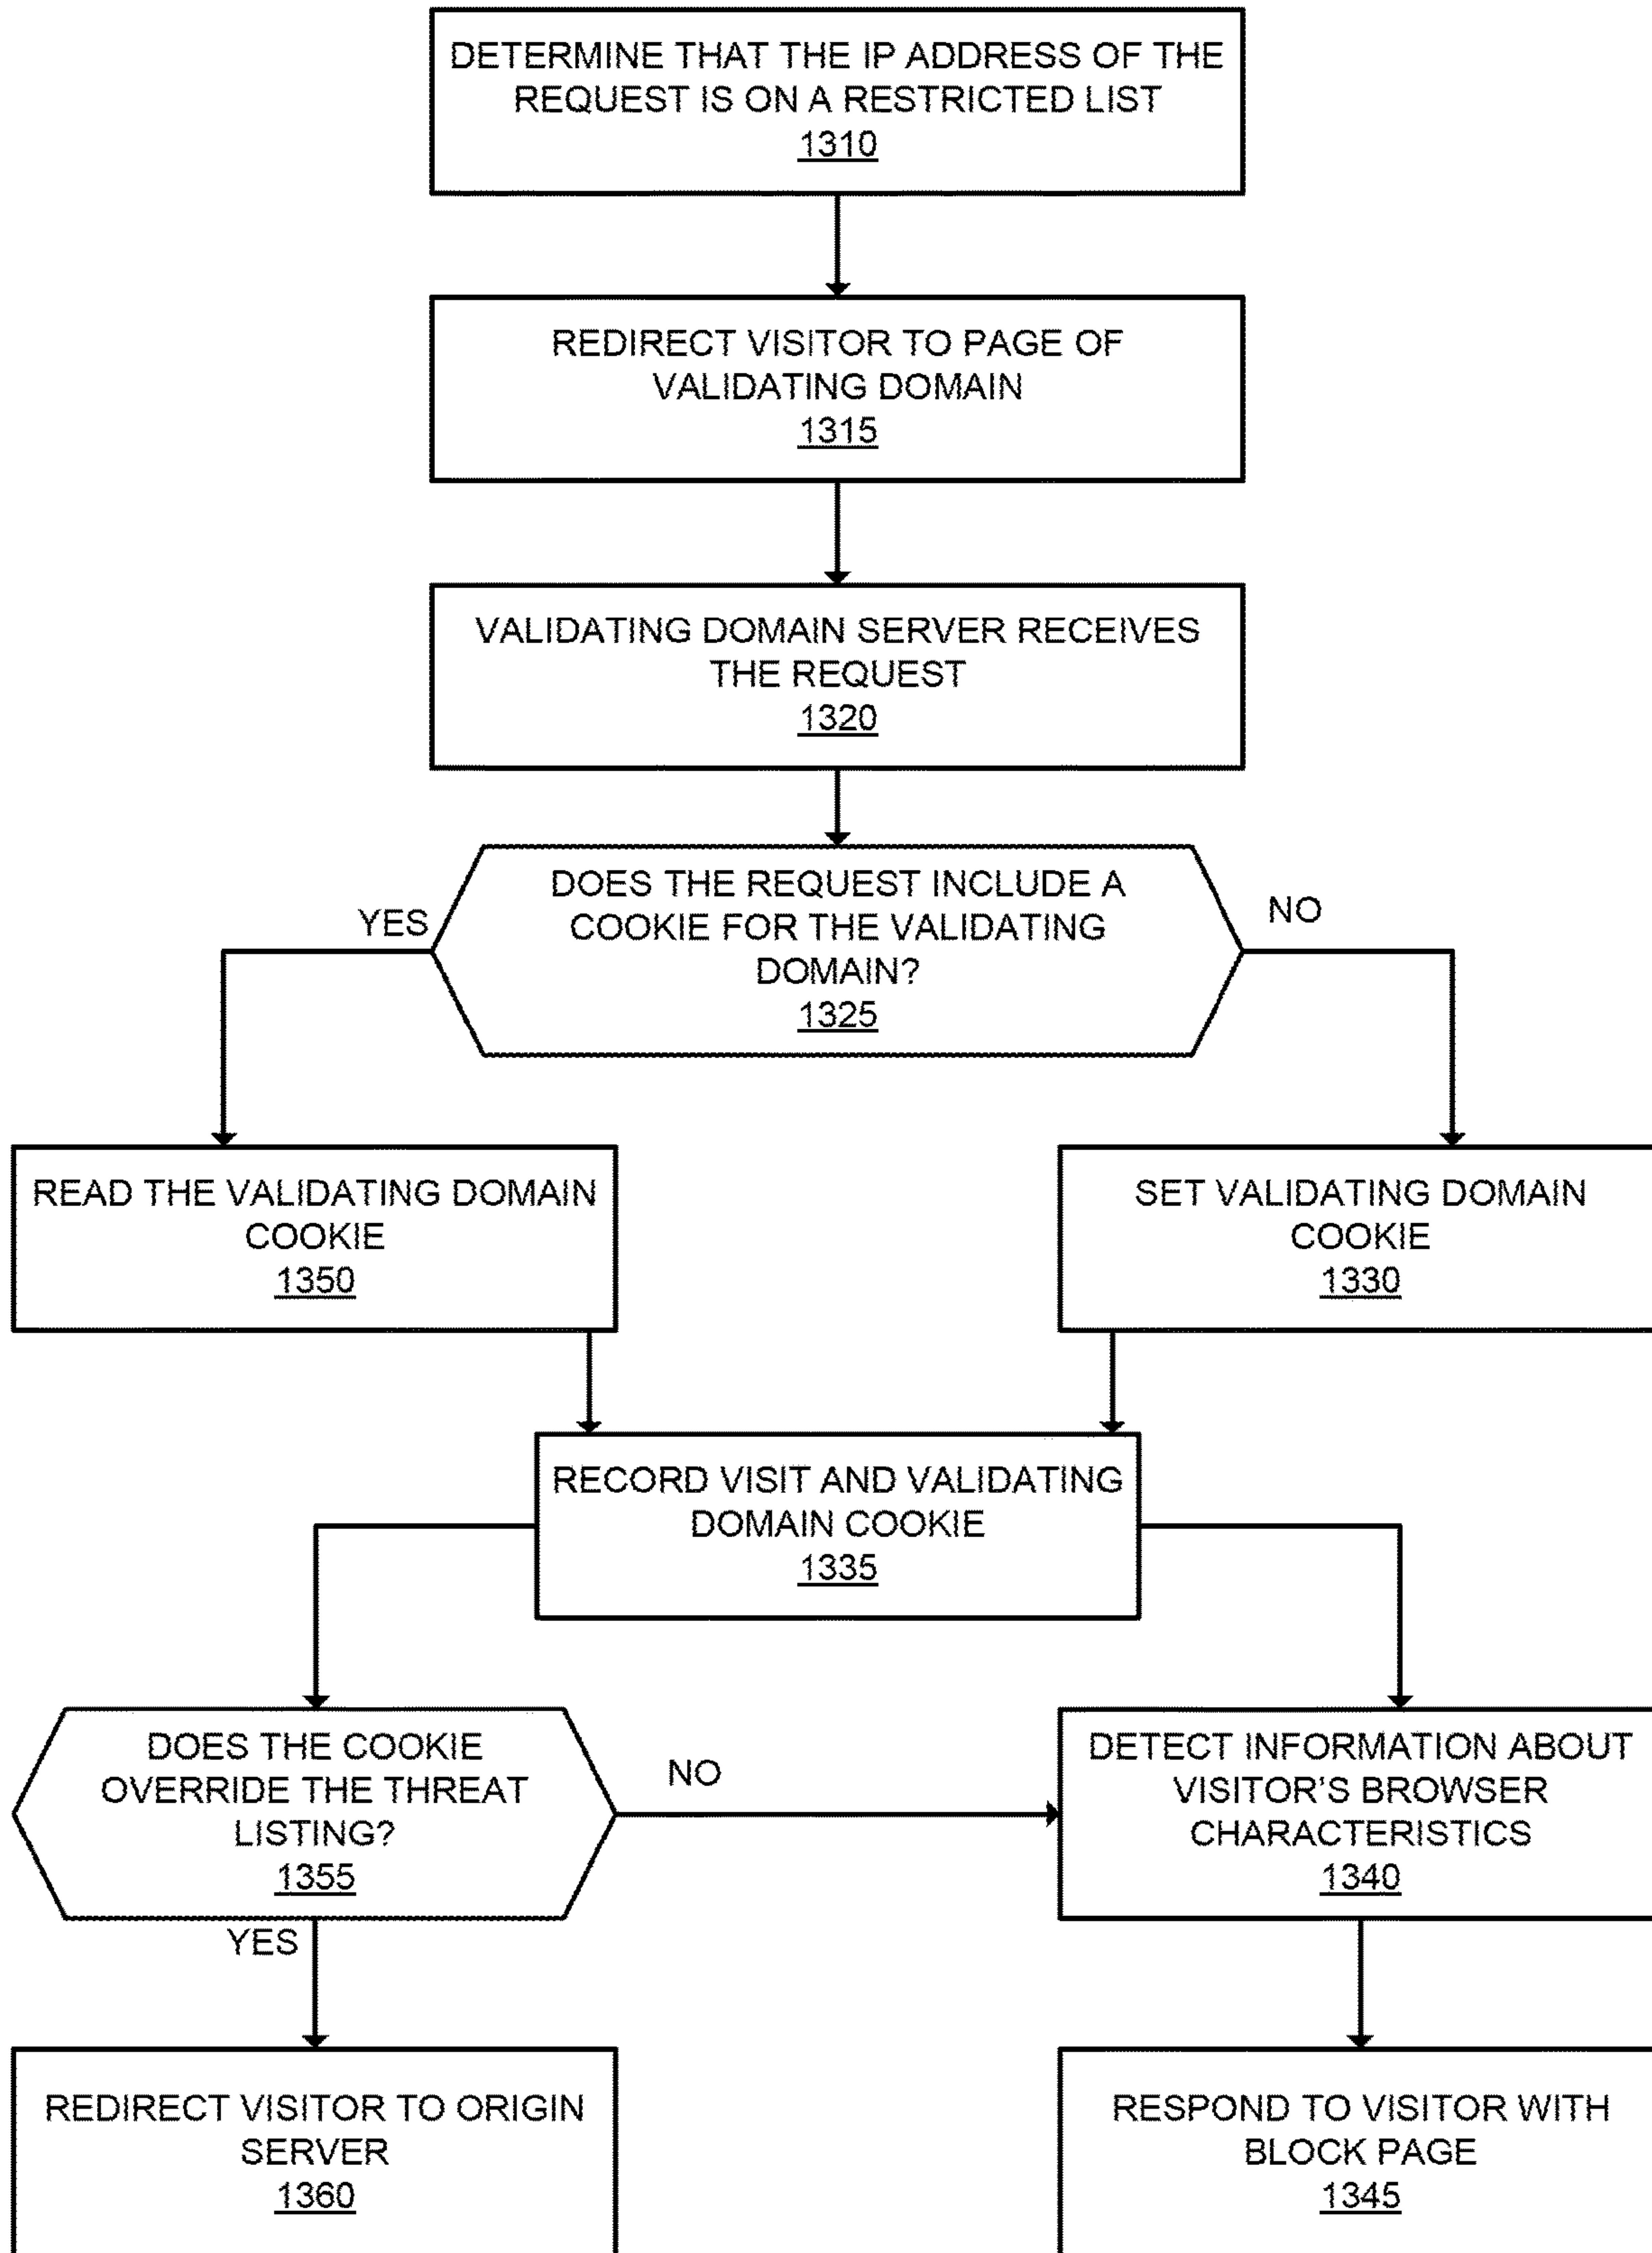 DETERMINE THAT THE IP ADDRESS OF THE
REQUEST IS ON A RESTRICTED LIST
1310
REDIRECT VISITOR TO PAGE OF
VALIDATING DOMAIN
1315
VALIDATING DOMAIN SERVER RECEIVES
THE REQUEST
1320
DOES THE REQUEST INCLUDE A
COOKIE FOR THE VALIDATING
DOMAIN?
1325
YES
NO
READ THE VALIDATING DOMAIN
COOKIE
1350
SET VALIDATING DOMAIN
COOKIE
1330
RECORD VISIT AND VALIDATING
DOMAIN COOKIE
1335
DOES THE COOKIE
OVERRIDE THE THREAT
LISTING?
1355
NO
YES
DETECT INFORMATION ABOUT
VISITOR'S BROWSER
CHARACTERISTICS
1340
REDIRECT VISITOR TO ORIGIN
SERVER
1360
RESPOND TO VISITOR WITH
BLOCK PAGE
1345